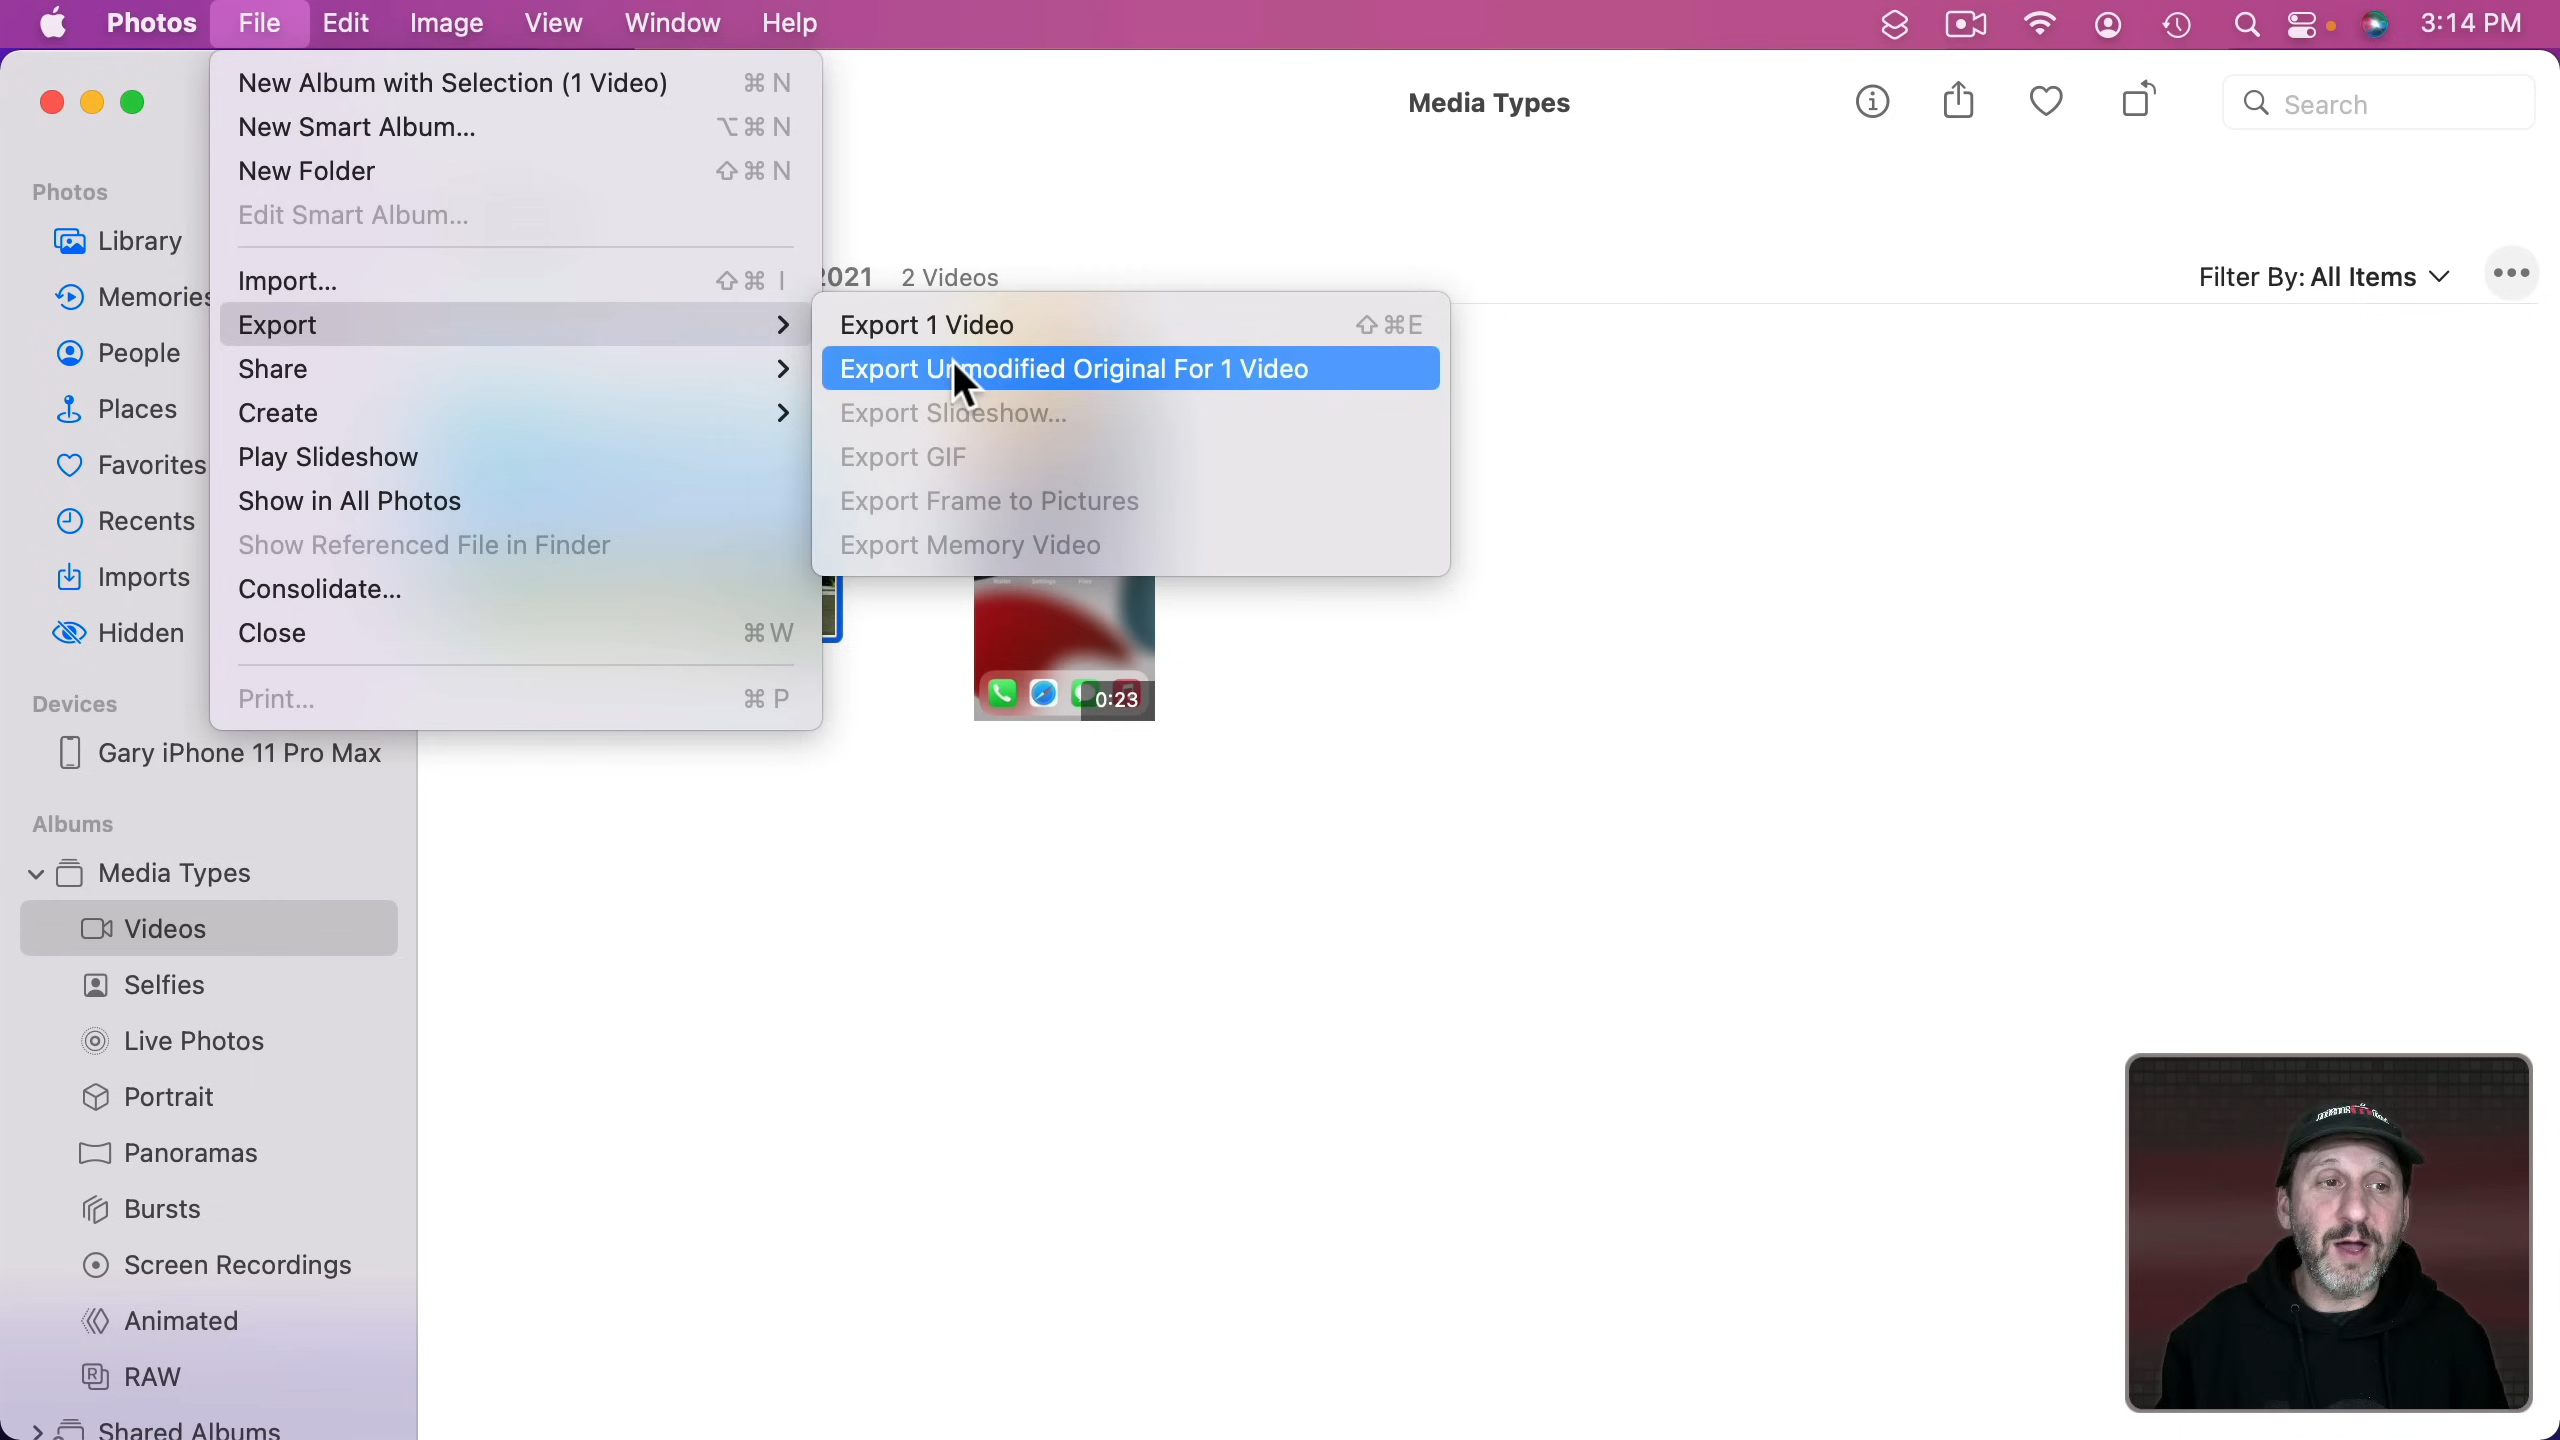 Photos File Edit Image View Window Help 3:14 PM
New Album with Selection (1 Video) ⌘ N
New Smart Album... ⌥ ⌘ N
New Folder ⇧ ⌘ N
Edit Smart Album...
Import... ⇧ ⌘ I
Export
Share
Create
Play Slideshow
Show in All Photos
Show Referenced File in Finder
Consolidate...
Close ⌘ W
Print... ⌘ P
Export 1 Video ⇧ ⌘ E
Export Unmodified Original For 1 Video
Export Slideshow...
Export GIF
Export Frame to Pictures
Export Memory Video
Media Types
Search
2021 2 Videos
Filter By: All Items
0:23
Photos
Library
Memories
People
Places
Favorites
Recents
Imports
Hidden
Devices
Gary iPhone 11 Pro Max
Albums
Media Types
Videos
Selfies
Live Photos
Portrait
Panoramas
Bursts
Screen Recordings
Animated
RAW
Shared Albums